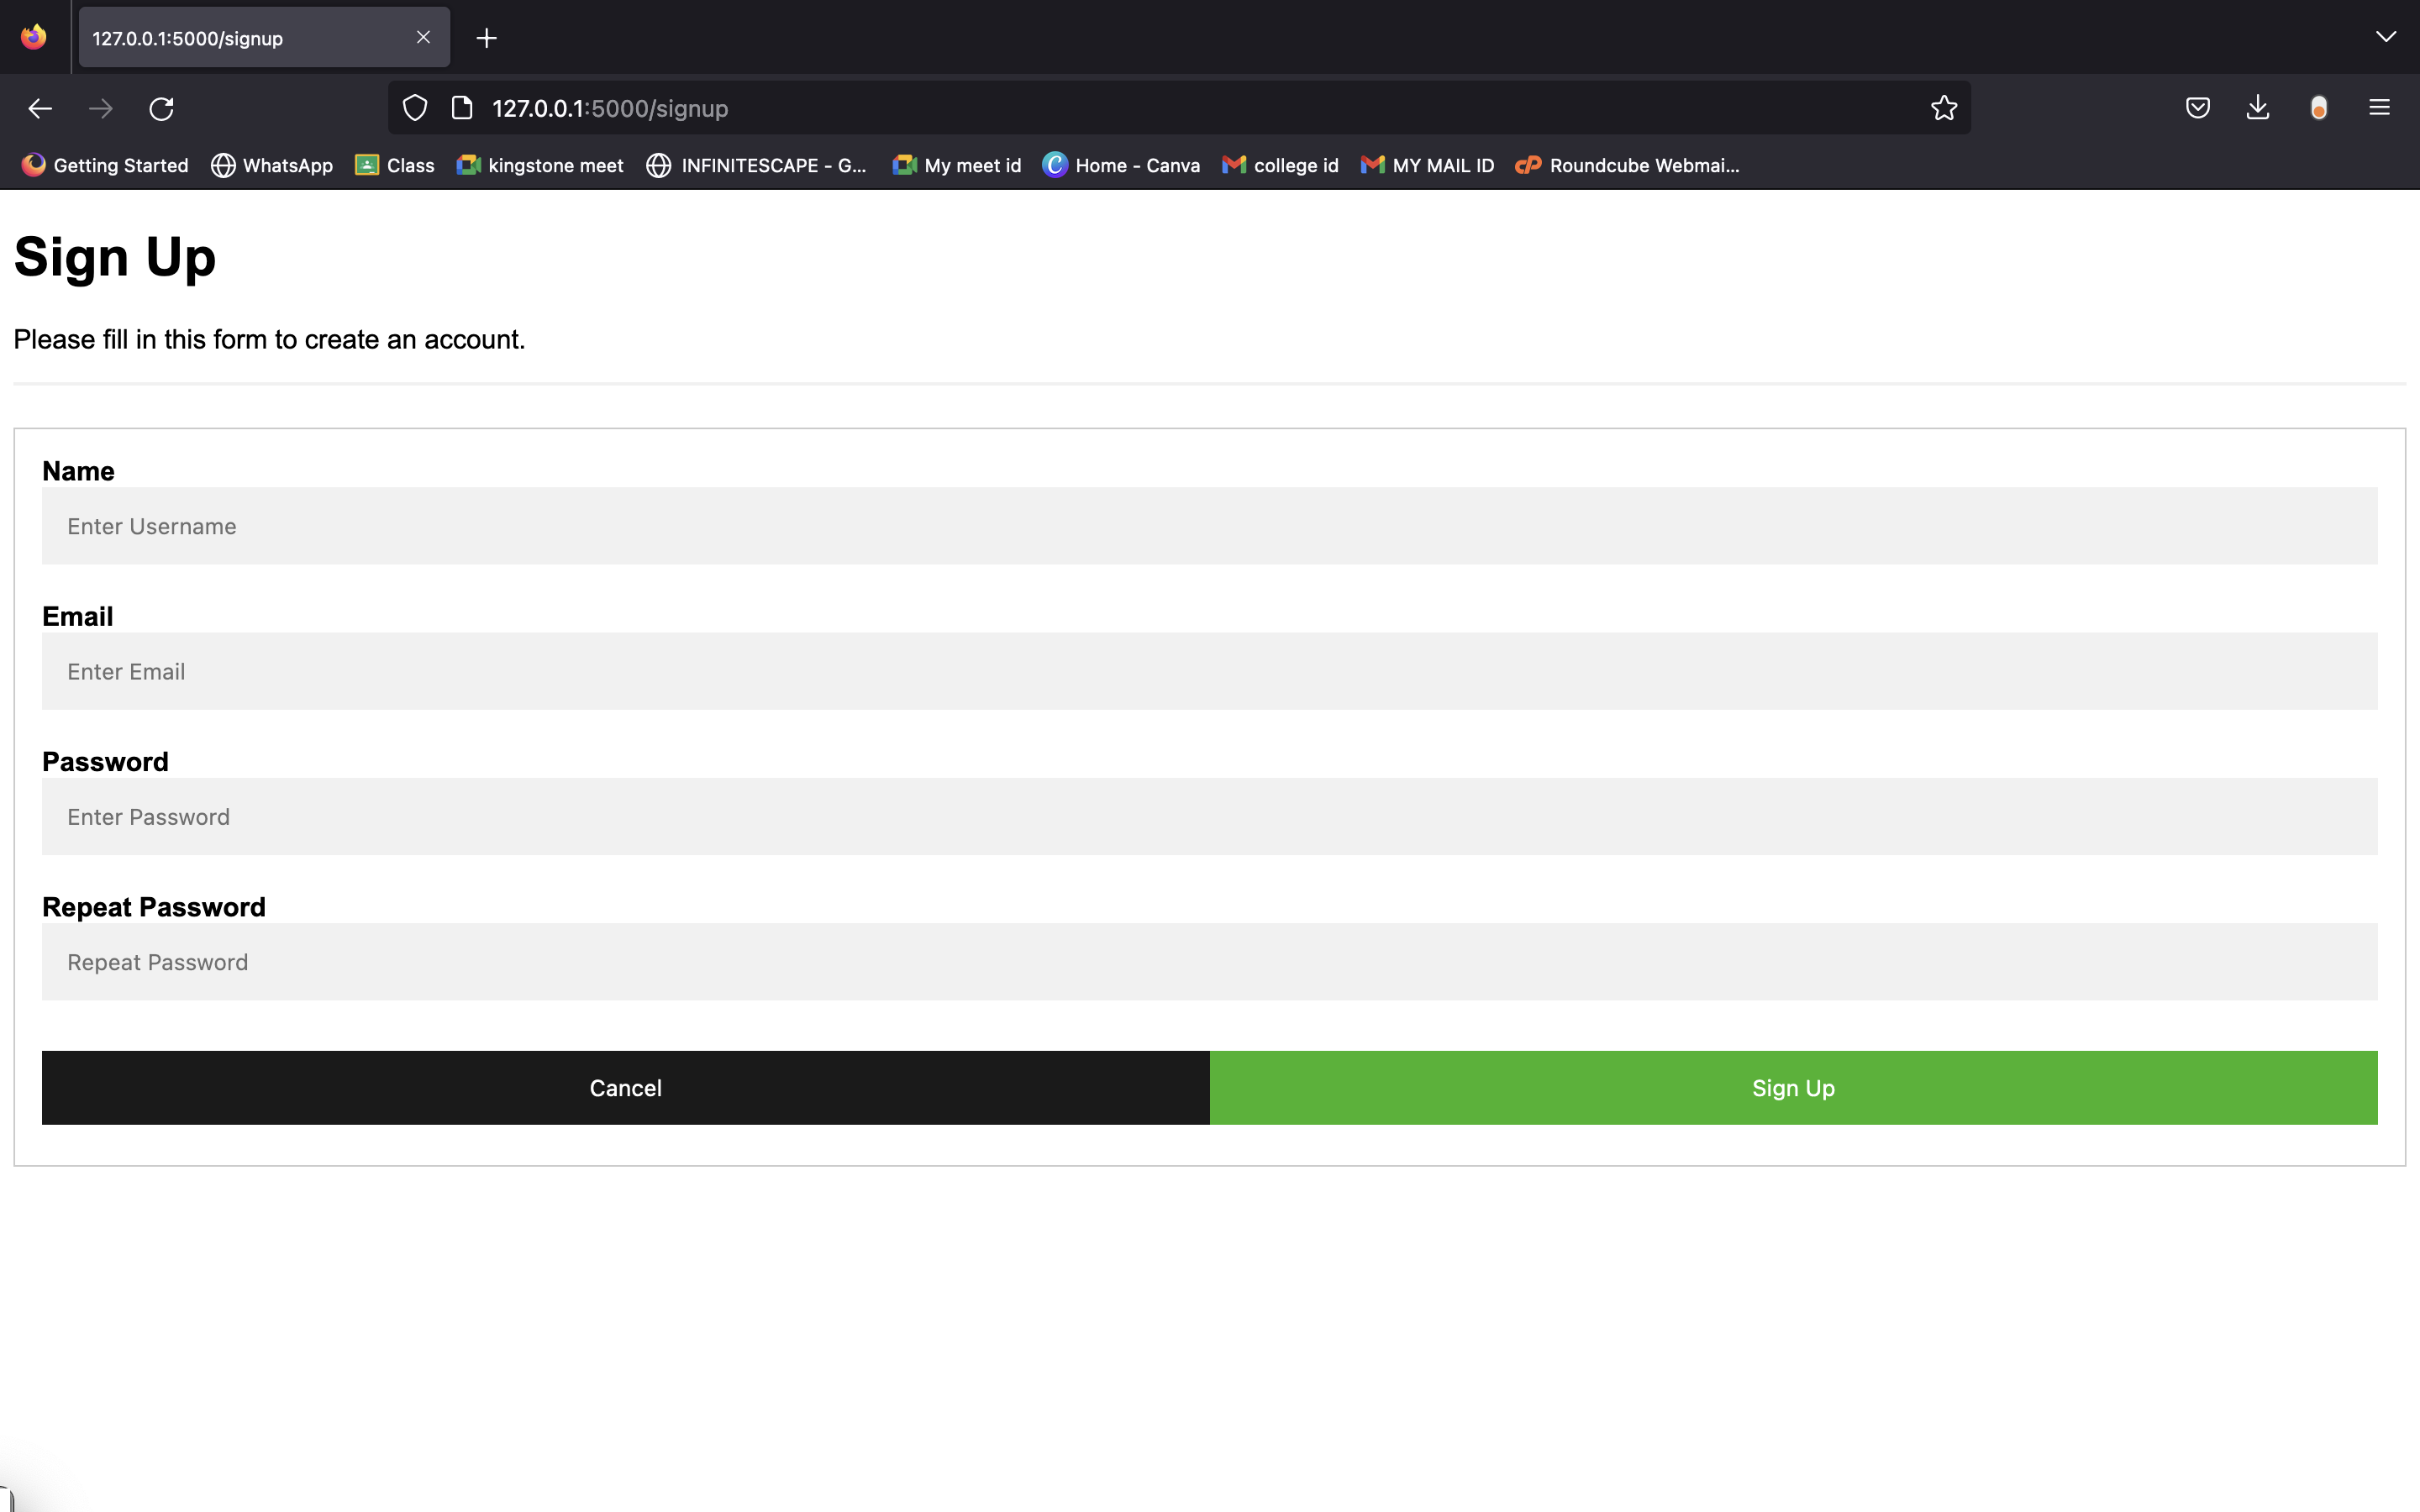 127.0.0.1:5000/signup
127.0.0.1:5000/signup
Getting Started WhatsApp Class kingstone meet INFINITESCAPE - G... My meet id Home - Canva college id MY MAIL ID Roundcube Webmai...
Sign Up
Please fill in this form to create an account.
Name
Enter Username
Email
Enter Email
Password
Enter Password
Repeat Password
Repeat Password
Cancel Sign Up